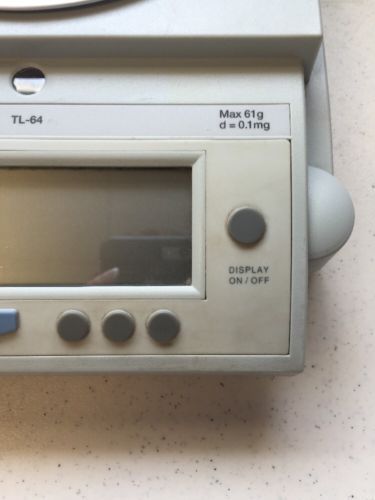 TL-64
Max 61g
d = 0.1mg
DISPLAY
ON / OFF